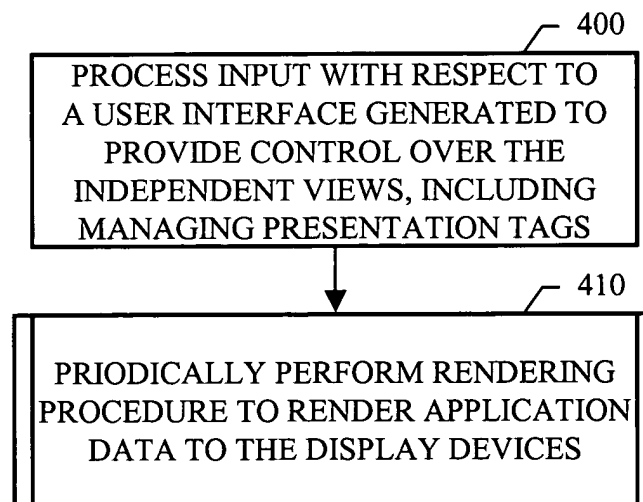 400
PROCESS INPUT WITH RESPECT TO
A USER INTERFACE GENERATED TO
PROVIDE CONTROL OVER THE
INDEPENDENT VIEWS, INCLUDING
MANAGING PRESENTATION TAGS
410
PRIODICALLY PERFORM RENDERING
PROCEDURE TO RENDER APPLICATION
DATA TO THE DISPLAY DEVICES